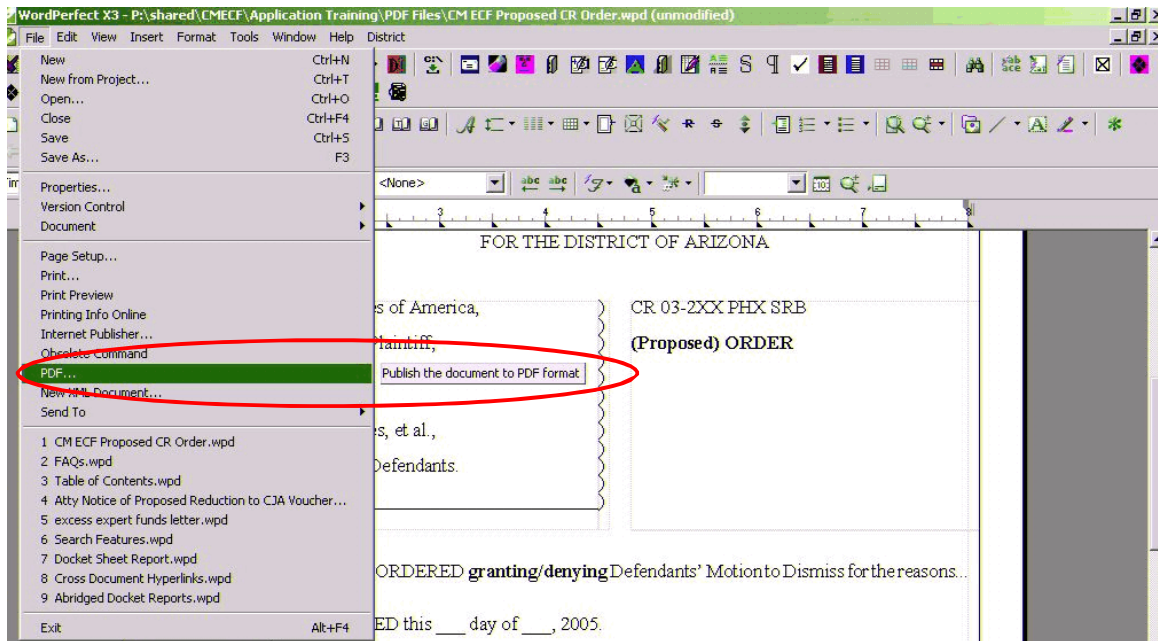 WordPerfect X3 - P:\shared\CMECF\Application Training\PDF Files\CM ECF Proposed CR Order.wpd (unmodified)
File Edit View Insert Format Tools Window Help District
New Ctrl+N
New from Project... Ctrl+T
Open... Ctrl+O
Close Ctrl+F4
Save Ctrl+S
Save As... F3
Properties...
Version Control
Document
Page Setup...
Print...
Print Preview
Printing Info Online
Internet Publisher...
Obsolete Command
PDF...
Publish the document to PDF format
New XML Document...
Send To
1 CM ECF Proposed CR Order.wpd
2 FAQs.wpd
3 Table of Contents.wpd
4 Atty Notice of Proposed Reduction to CJA Voucher...
5 excess expert funds letter.wpd
6 Search Features.wpd
7 Docket Sheet Report.wpd
8 Cross Document Hyperlinks.wpd
9 Abridged Docket Reports.wpd
Exit Alt+F4
<None>
3 4 5 6 7 8
FOR THE DISTRICT OF ARIZONA
s of America,
Plaintiff,
es, et al.,
Defendants.
CR 03-2XX PHX SRB
(Proposed) ORDER
ORDERED granting/denying Defendants' Motion to Dismiss for the reasons...
ED this ___ day of ___, 2005.